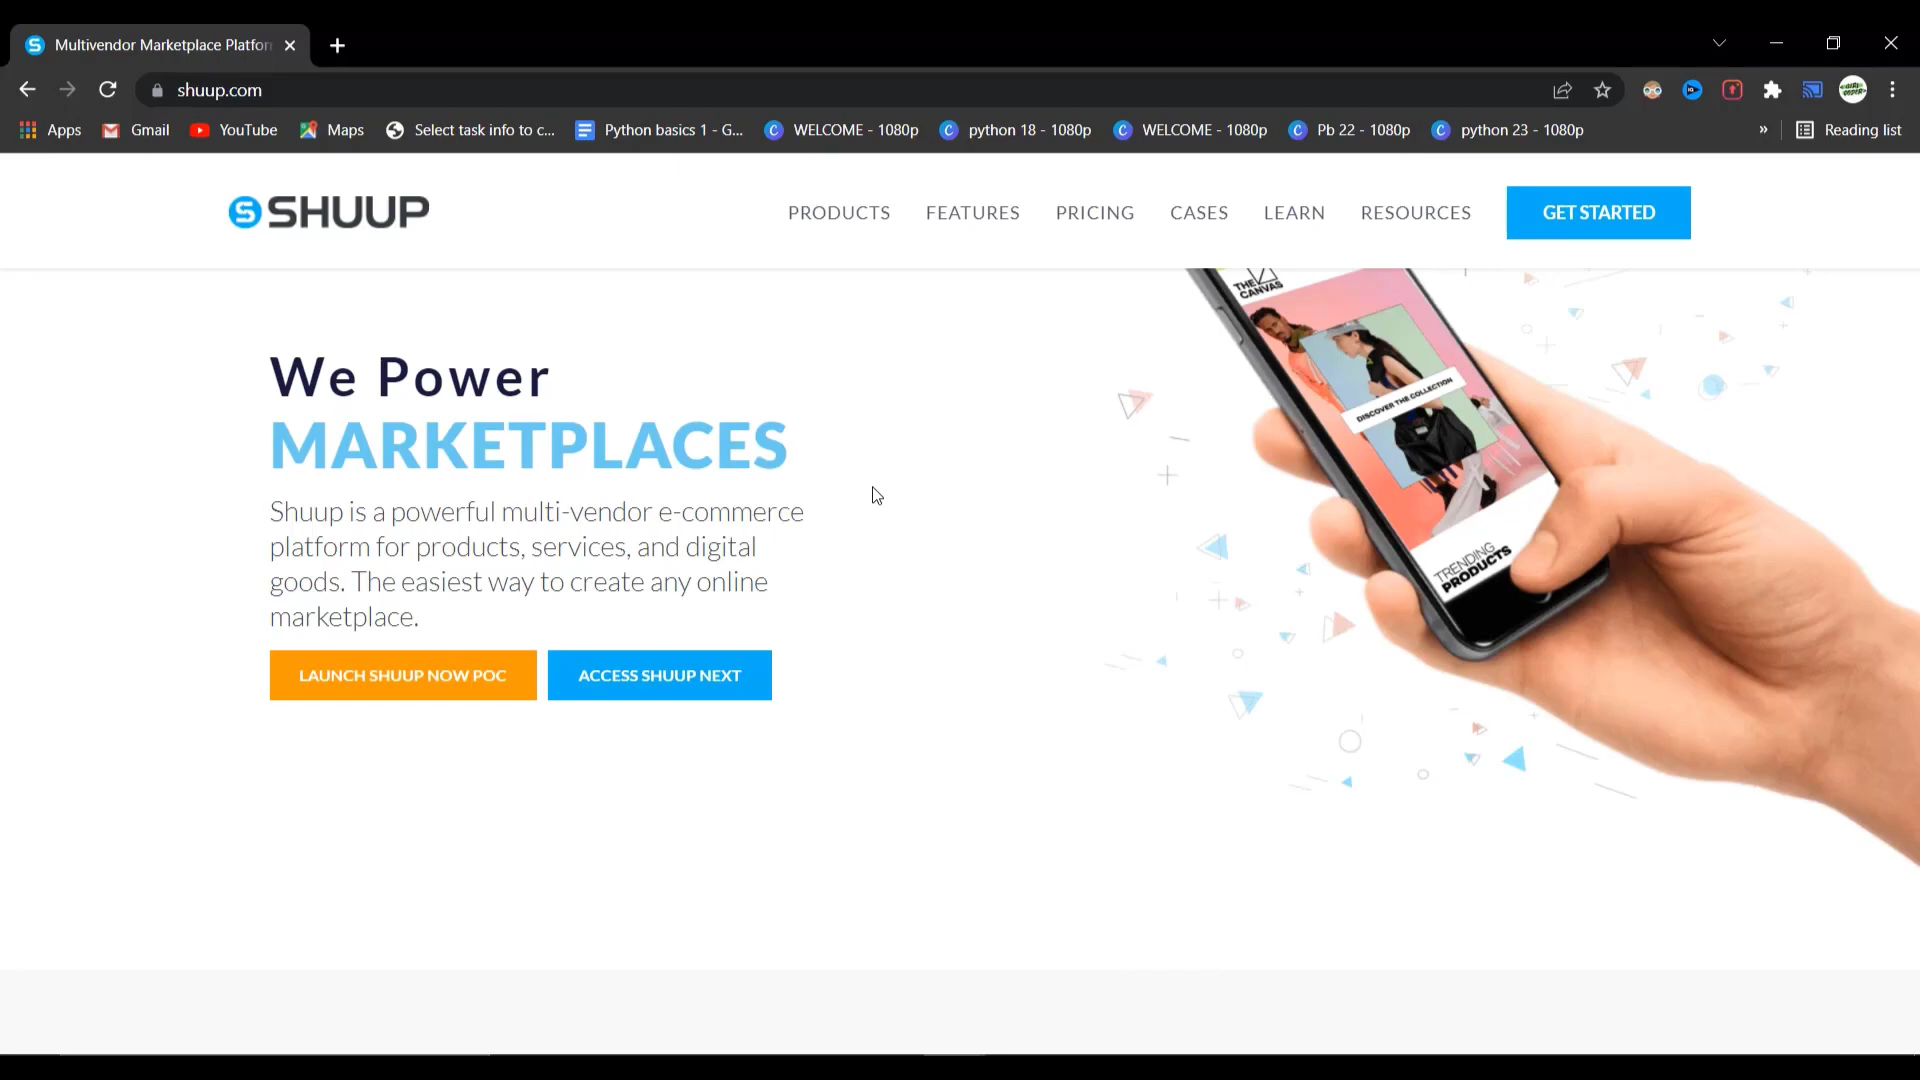 Multivendor Marketplace Platfor
shuup.com
Apps
Gmail
YouTube
Maps
Select task info to c...
Python basics 1 - G...
WELCOME - 1080p
python 18 - 1080p
WELCOME - 1080p
Pb 22 - 1080p
python 23 - 1080p
»
Reading list
S SHUUP
PRODUCTS
FEATURES
PRICING
CASES
LEARN
RESOURCES
GET STARTED
We Power
MARKETPLACES
Shuup is a powerful multi-vendor e-commerce
platform for products, services, and digital
goods. The easiest way to create any online
marketplace.
LAUNCH SHUUP NOW POC
ACCESS SHUUP NEXT
THE
CANVAS
DISCOVER THE COLLECTION
TRENDING
PRODUCTS